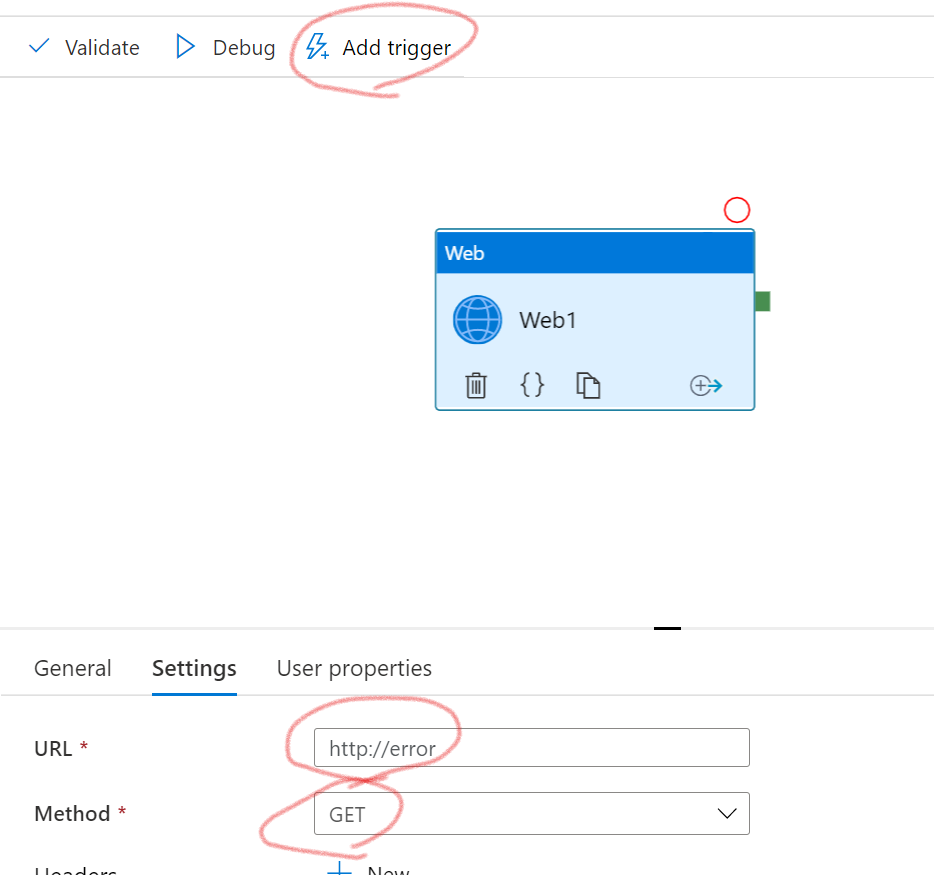 Validate Debug Add trigger
Web
Web1
{}
General Settings User properties
URL *
http://error
Method *
GET
Headers
New